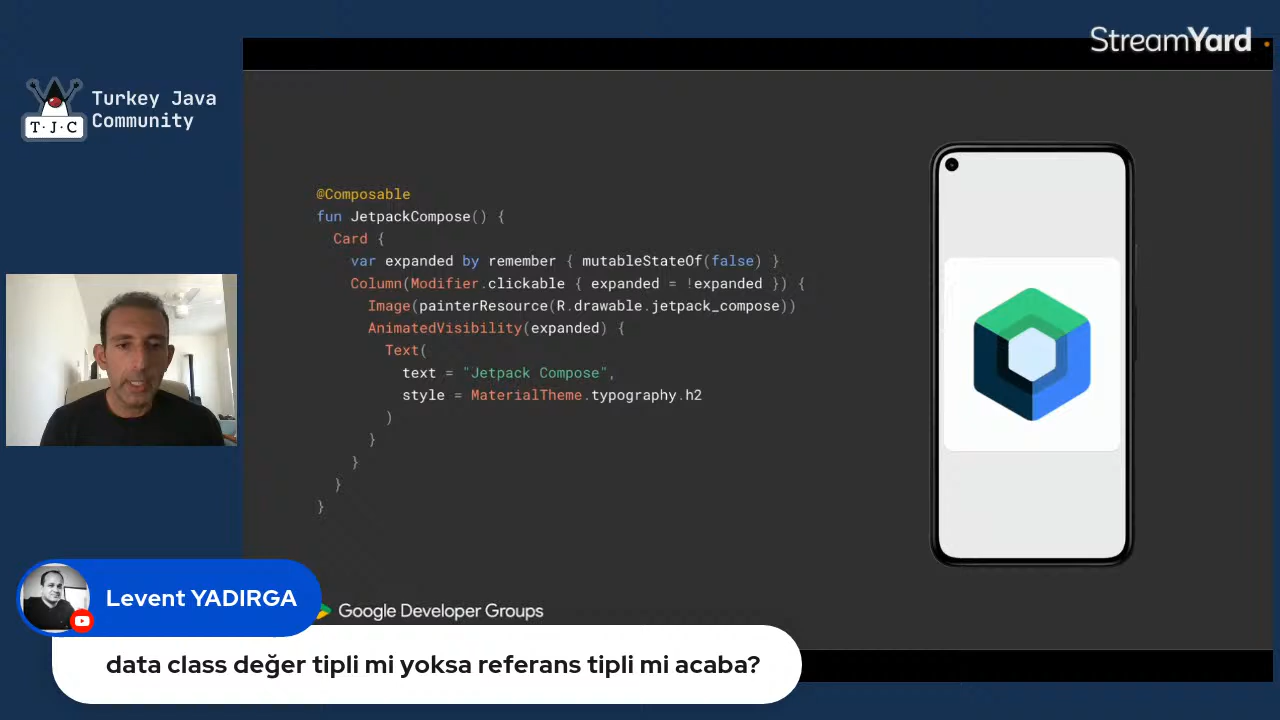 StreamYard
T·J·C
Turkey Java
Community
@Composable
fun JetpackCompose() {
Card {
var expanded by remember { mutableStateOf(false) }
Column(Modifier.clickable { expanded = !expanded }) {
Image(painterResource(R.drawable.jetpack_compose))
AnimatedVisibility(expanded) {
Text(
text = "Jetpack Compose",
style = MaterialTheme.typography.h2
)
}
}
}
}
Google Developer Groups
Levent YADIRGA
data class değer tipli mi yoksa referans tipli mi acaba?